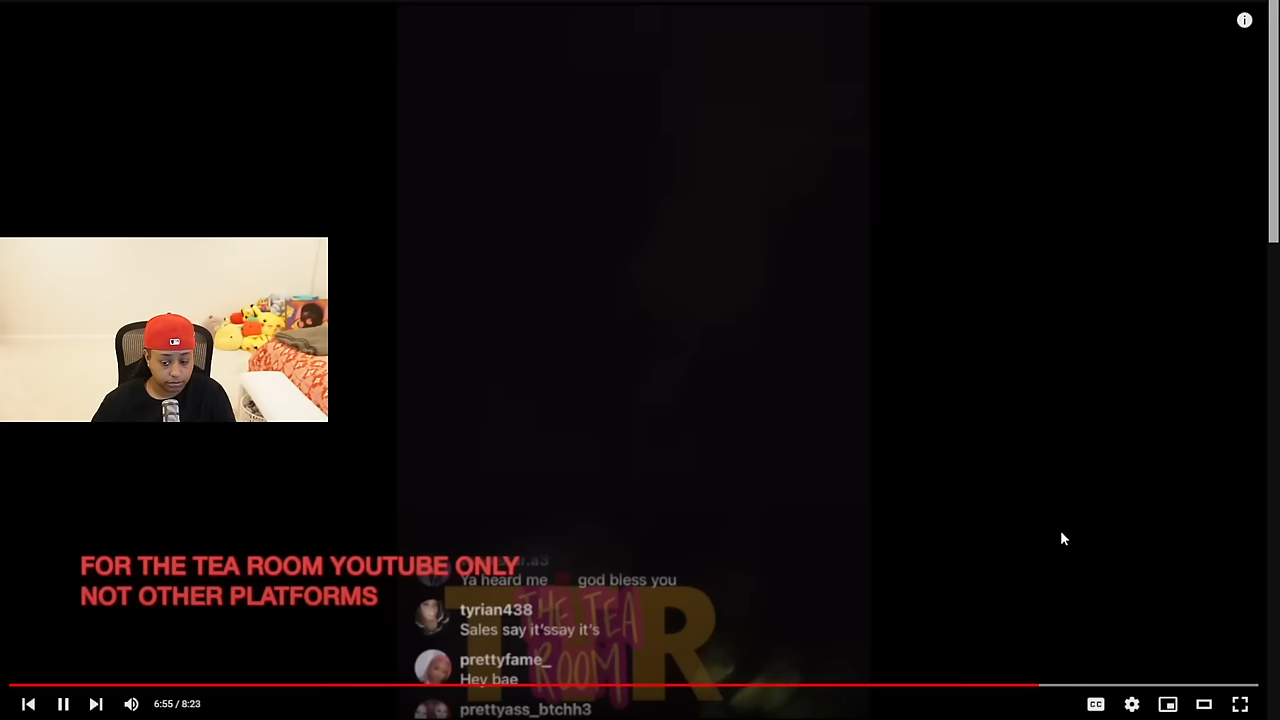 FOR THE TEA ROOM YOUTUBE ONLY
NOT OTHER PLATFORMS
Ya heard me god bless you
tyrian438
Sales say it'ssay it's
prettyfame_
Hey bae
prettyass_btchh3
THE TEA
ROOM
T R
6:55 / 8:23
CC